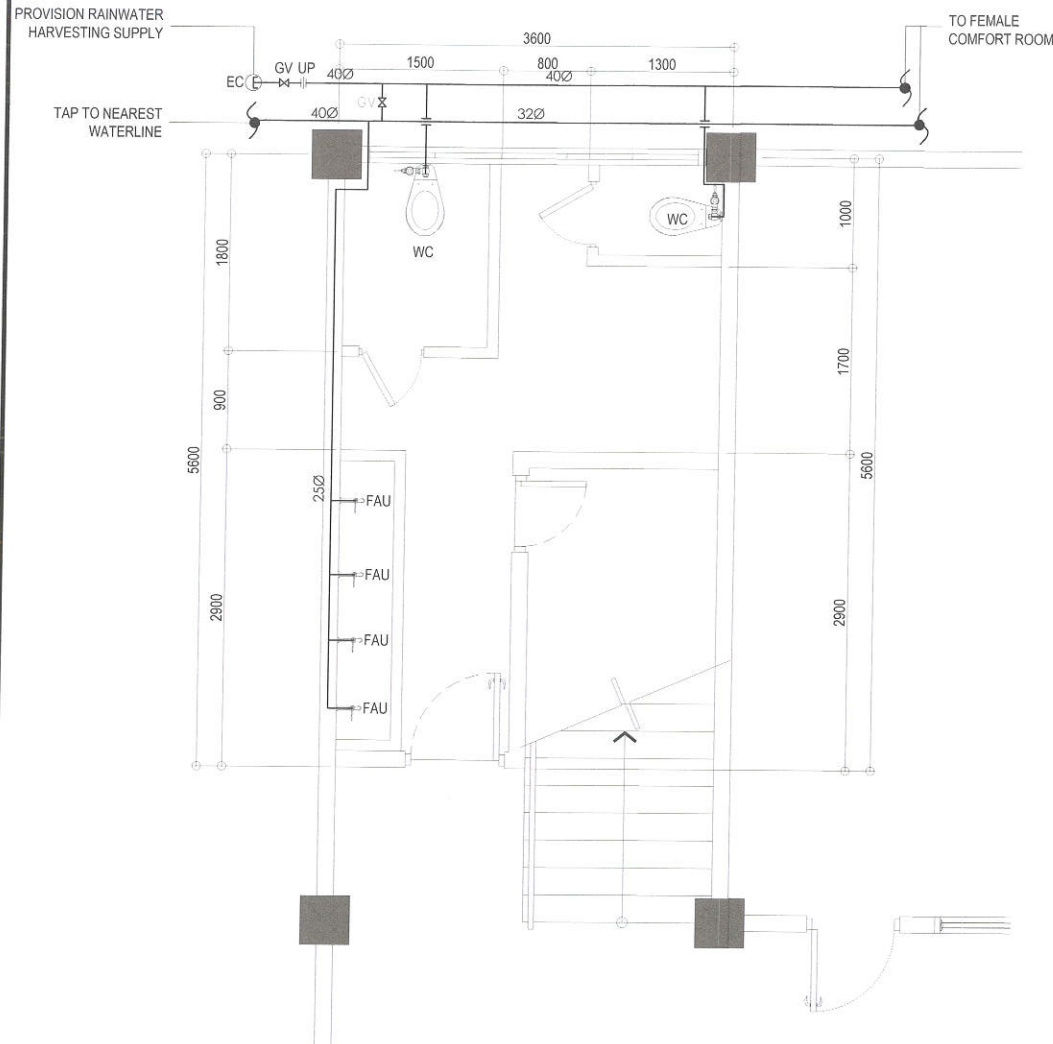 PROVISION RAINWATER
HARVESTING SUPPLY
TO FEMALE
COMFORT ROOM
3600
1500
800
1300
EC
GV UP
40Ø
40Ø
GV
TAP TO NEAREST
WATERLINE
40Ø
32Ø
WC
WC
1000
1800
1700
900
5600
5600
25Ø
FAU
FAU
FAU
FAU
2900
2900